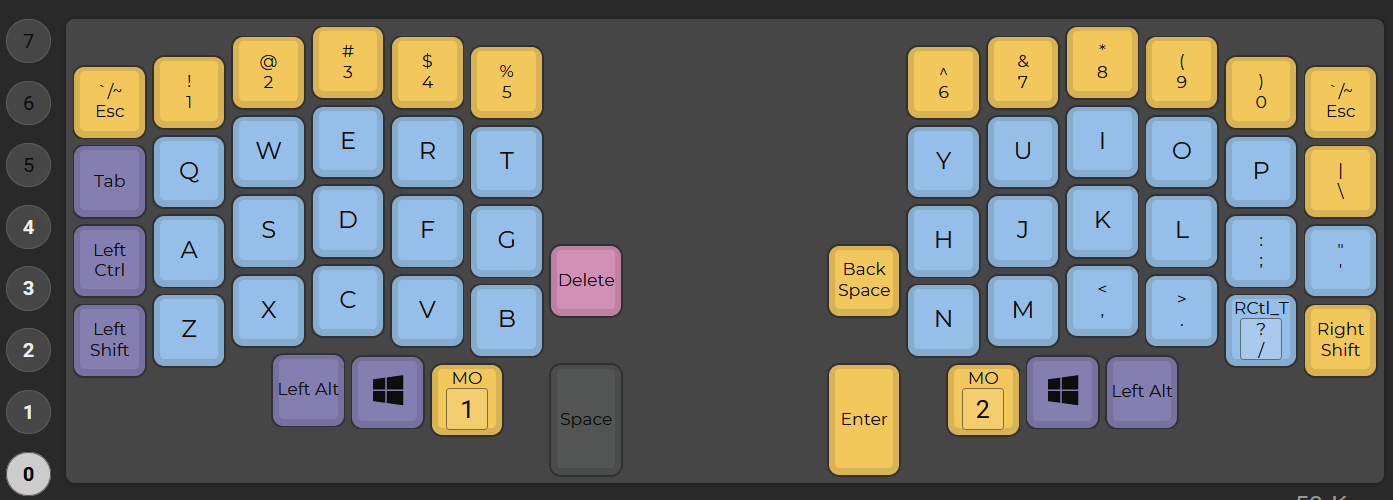 7
6
5
4
3
2
1
0
`/~
Esc
!
1
@
2
#
3
$
4
%
5
^
6
&
7
*
8
(
9
)
0
`/~
Esc
Tab
Q
W
E
R
T
Y
U
I
O
P
|
\
Left
Ctrl
A
S
D
F
G
H
J
K
L
:
;
"
'
Left
Shift
Z
X
C
V
B
Delete
Back
Space
N
M
<
,
>
.
RCtl_T
?
/
Right
Shift
Left Alt
MO
1
Space
Enter
MO
2
Left Alt